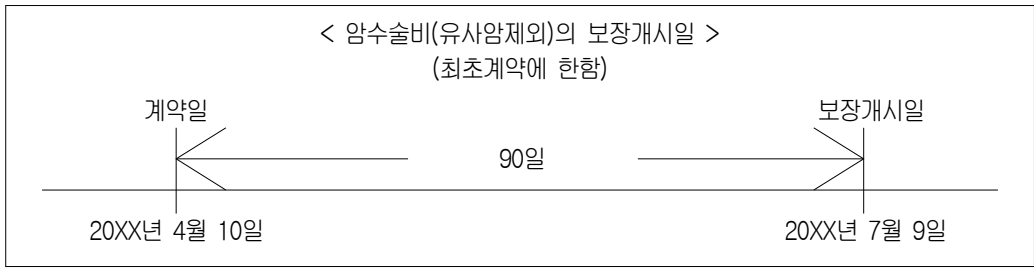 < 암수술비(유사암제외)의 보장개시일 >
(최초계약에 한함)
계약일 보장개시일
90일
20XX년 4월 10일 20XX년 7월 9일